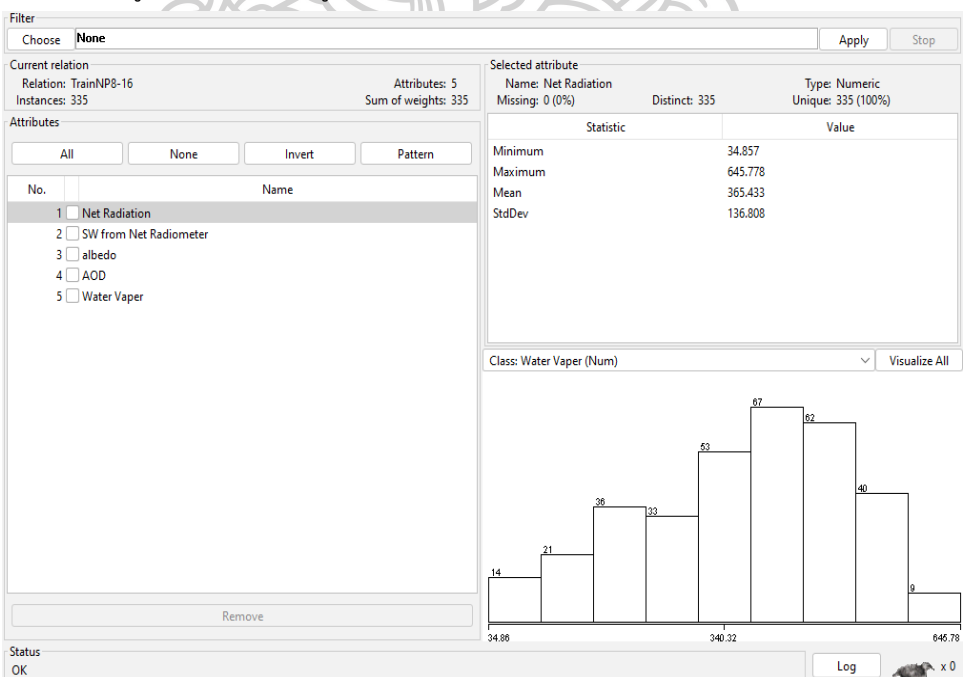 Filter
Choose None Apply Stop
Current relation
Relation: TrainNP8-16 Attributes: 5
Instances: 335 Sum of weights: 335
Attributes
All None Invert Pattern
No. Name
1 Net Radiation
2 SW from Net Radiometer
3 albedo
4 AOD
5 Water Vaper
Remove
Selected attribute
Name: Net Radiation Type: Numeric
Missing: 0 (0%) Distinct: 335 Unique: 335 (100%)
Statistic Value
Minimum 34.857
Maximum 645.778
Mean 365.433
StdDev 136.808
Class: Water Vaper (Num) Visualize All
14 21 36 33 53 67 62 40 9
34.86 340.32 645.78
Status
OK Log x 0